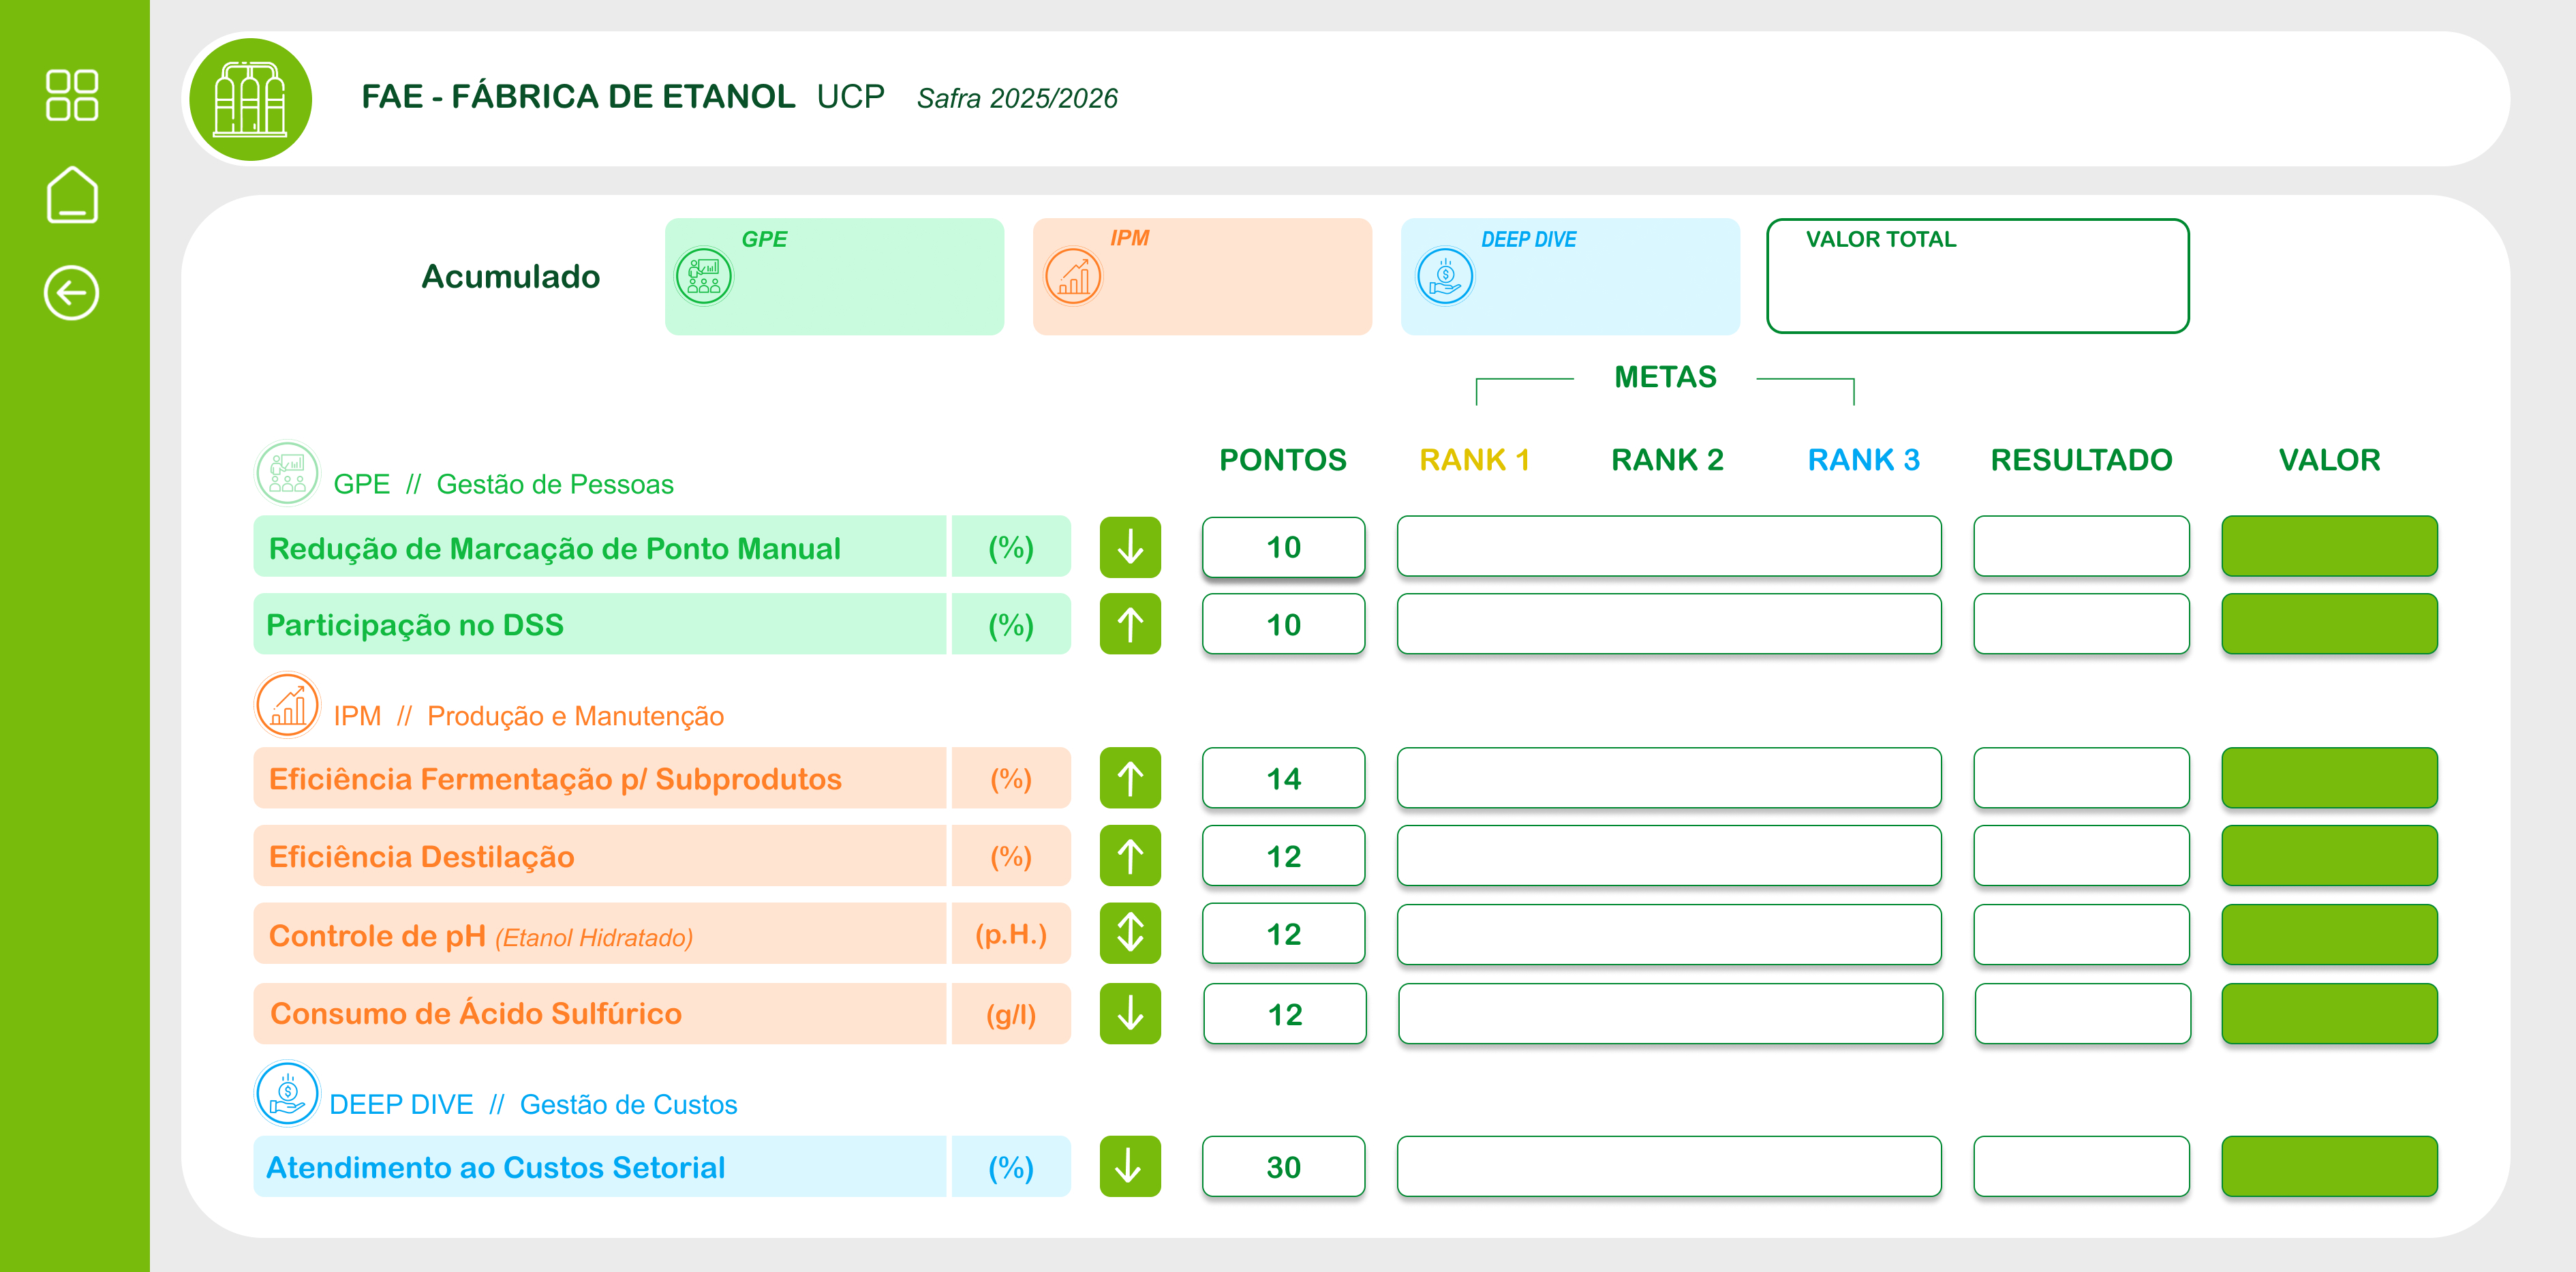 FAE - FÁBRICA DE ETANOL UCP Safra 2025/2026
Acumulado
GPE
IPM
DEEP DIVE
VALOR TOTAL
METAS
PONTOS RANK 1 RANK 2 RANK 3 RESULTADO VALOR
GPE // Gestão de Pessoas
Redução de Marcação de Ponto Manual (%) 10
Participação no DSS (%) 10
IPM // Produção e Manutenção
Eficiência Fermentação p/ Subprodutos (%) 14
Eficiência Destilação (%) 12
Controle de pH (Etanol Hidratado) (p.H.) 12
Consumo de Ácido Sulfúrico (g/l) 12
DEEP DIVE // Gestão de Custos
Atendimento ao Custos Setorial (%) 30